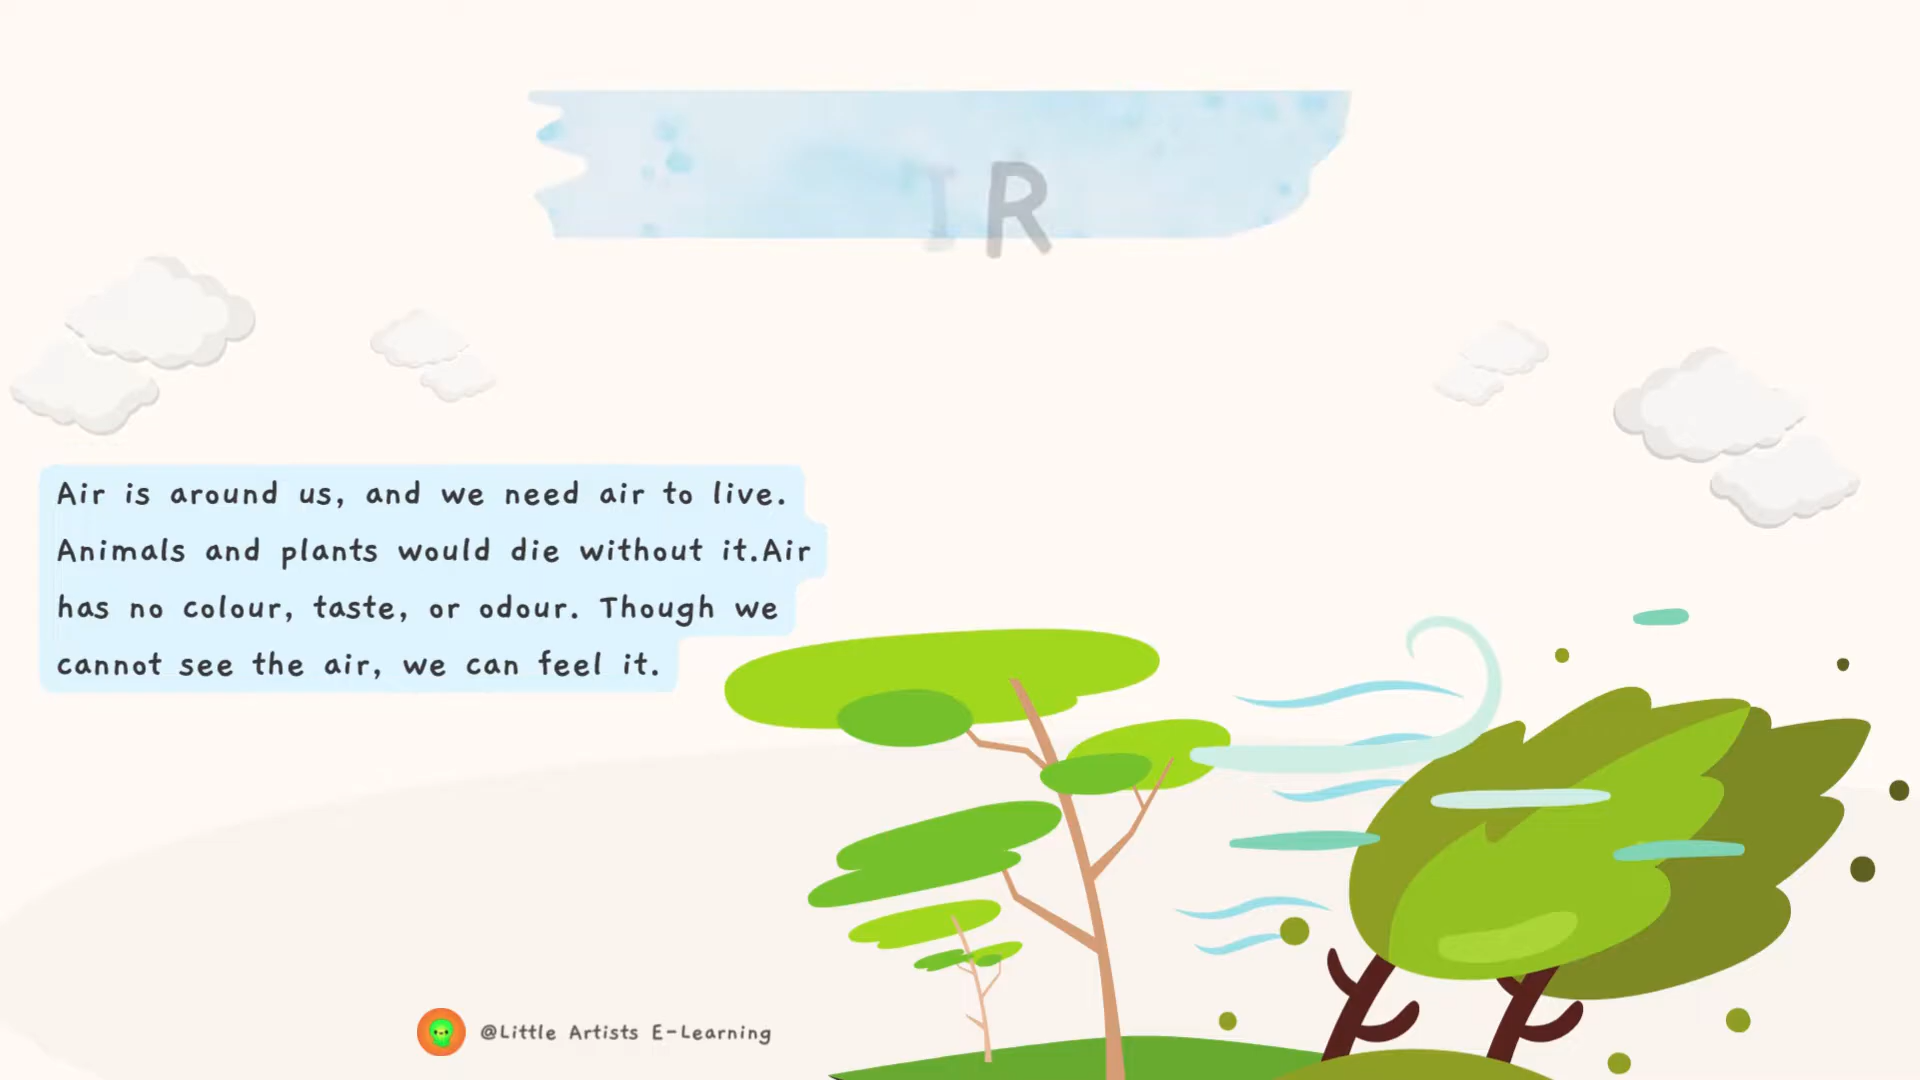 IR
Air is around us, and we need air to live.
Animals and plants would die without it.Air
has no colour, taste, or odour. Though we
cannot see the air, we can feel it.
@Little Artists E-Learning